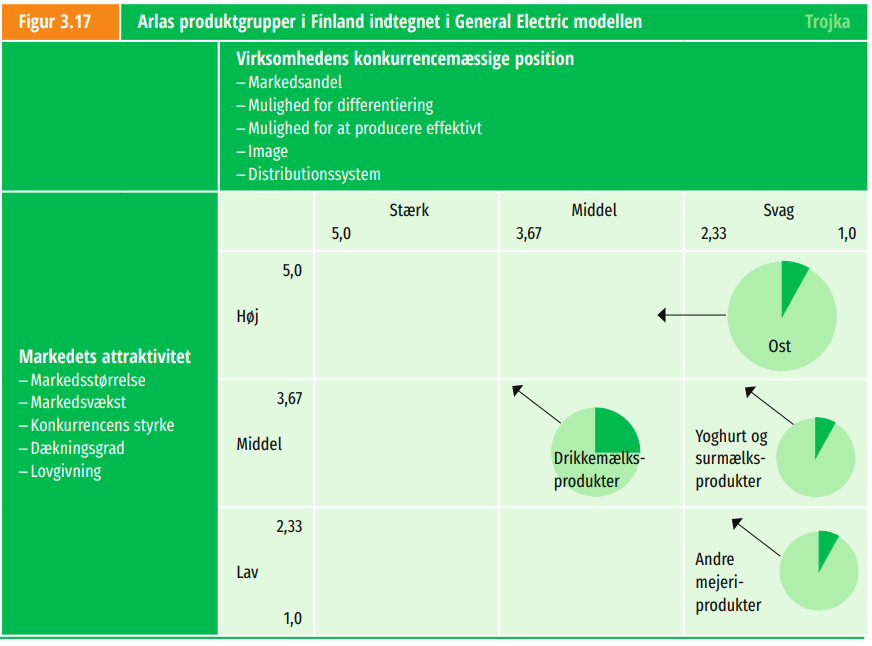 Figur 3.17
Arlas produktgrupper i Finland indtegnet i General Electric modellen
Trojka
Virksomhedens konkurrencemæssige position
– Markedsandel
– Mulighed for differentiering
– Mulighed for at producere effektivt
– Image
– Distributionssystem
Stærk
Middel
Svag
5,0
3,67
2,33
1,0
Markedets attraktivitet
– Markedsstørrelse
– Markedsvækst
– Konkurrencens styrke
– Dækningsgrad
– Lovgivning
5,0
Høj
Ost
3,67
Middel
Drikkemælks-
produkter
Yoghurt og
surmælks-
produkter
2,33
Lav
1,0
Andre
mejeri-
produkter